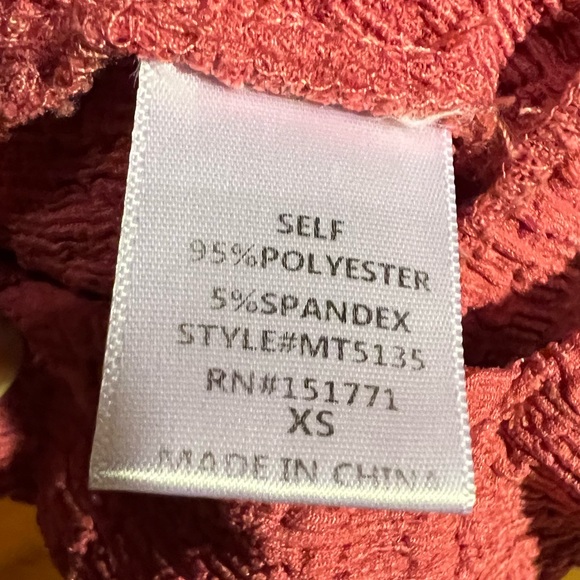 SELF
95%POLYESTER
5%SPANDEX
STYLE#MT5135
RN#151771
XS
MADE IN CHINA